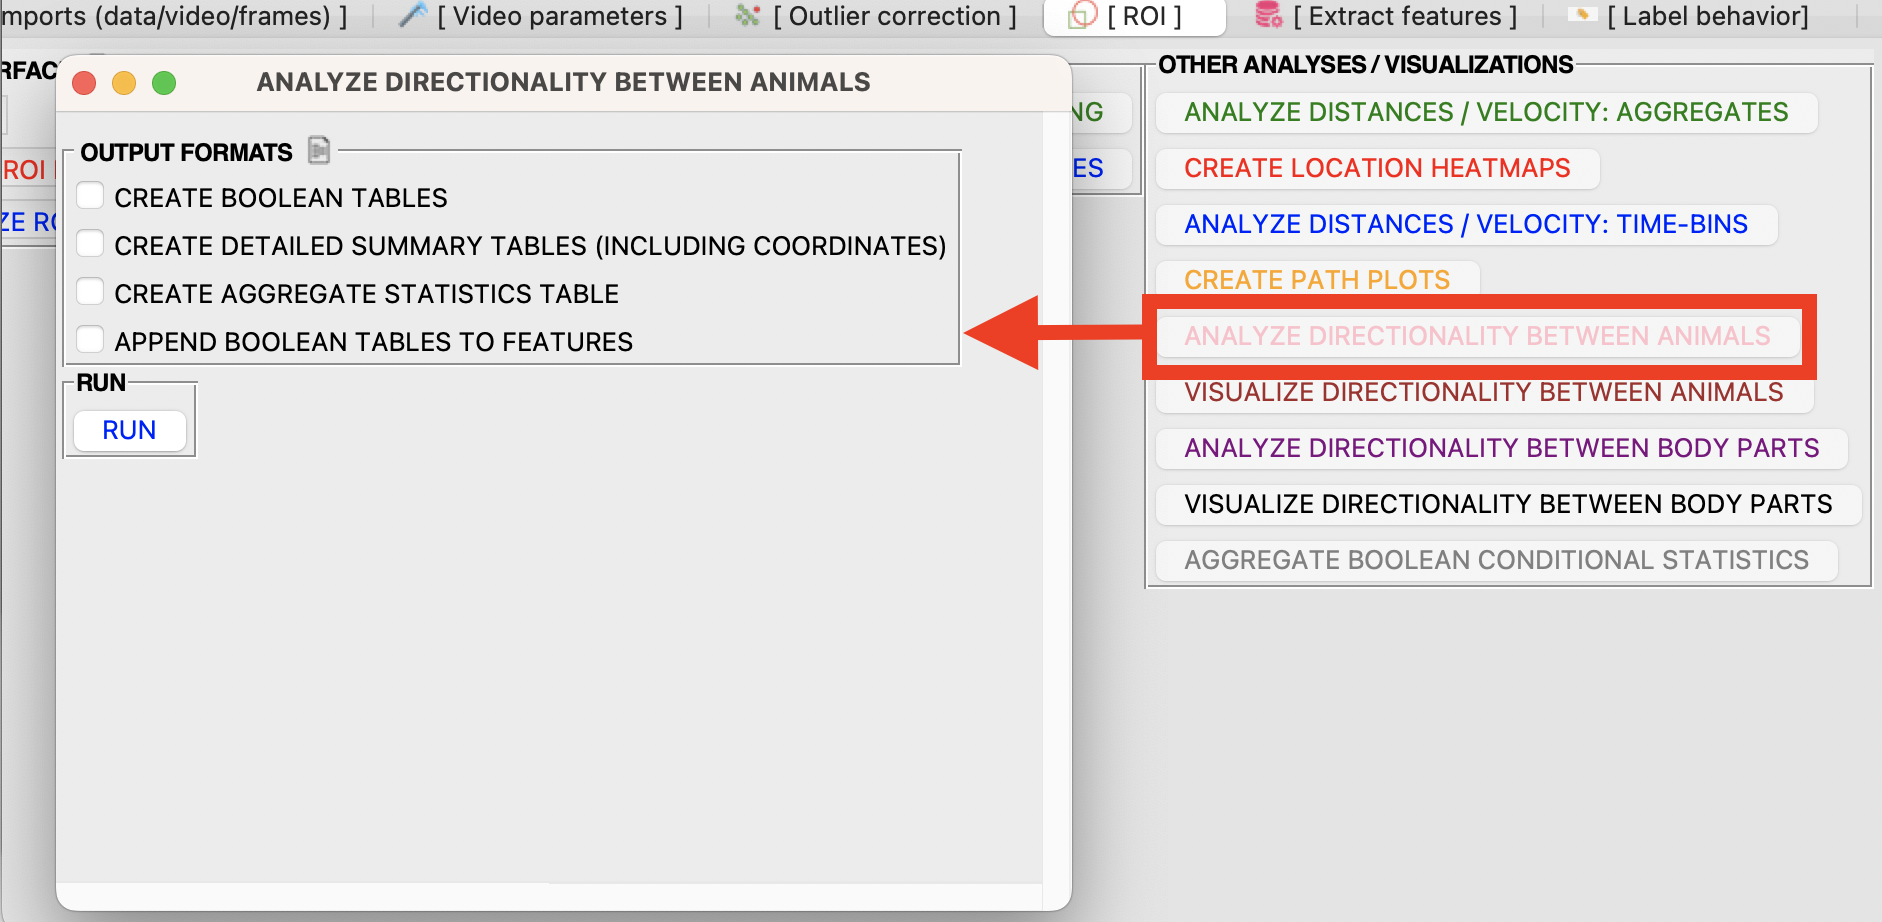 mports (data/video/frames) ]
[ Video parameters ]
[ Outlier correction ]
[ ROI ]
[ Extract features ]
[ Label behavior]
RFAC
ROI
ZE RO
ANALYZE DIRECTIONALITY BETWEEN ANIMALS
OUTPUT FORMATS
CREATE BOOLEAN TABLES
CREATE DETAILED SUMMARY TABLES (INCLUDING COORDINATES)
CREATE AGGREGATE STATISTICS TABLE
APPEND BOOLEAN TABLES TO FEATURES
RUN
RUN
NG
ES
OTHER ANALYSES / VISUALIZATIONS
ANALYZE DISTANCES / VELOCITY: AGGREGATES
CREATE LOCATION HEATMAPS
ANALYZE DISTANCES / VELOCITY: TIME-BINS
CREATE PATH PLOTS
ANALYZE DIRECTIONALITY BETWEEN ANIMALS
VISUALIZE DIRECTIONALITY BETWEEN ANIMALS
ANALYZE DIRECTIONALITY BETWEEN BODY PARTS
VISUALIZE DIRECTIONALITY BETWEEN BODY PARTS
AGGREGATE BOOLEAN CONDITIONAL STATISTICS